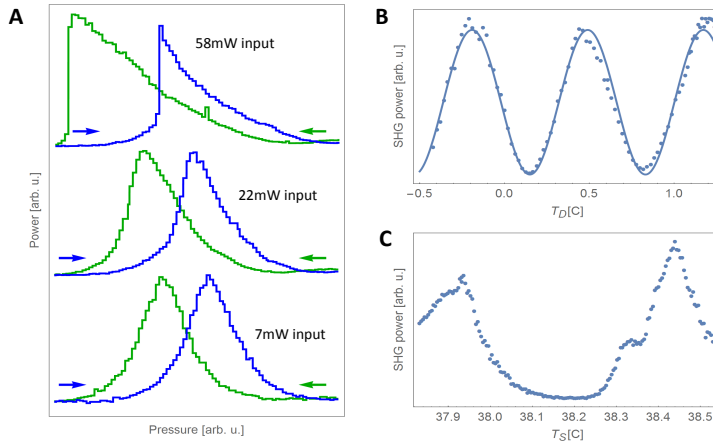 A
58mW input
22mW input
7mW input
Power [arb. u.]
Pressure [arb. u.]
B
SHG power [arb. u.]
−0.5 0.0 0.5 1.0
T_D[C]
C
SHG power [arb. u.]
37.9 38.0 38.1 38.2 38.3 38.4 38.5
T_S[C]